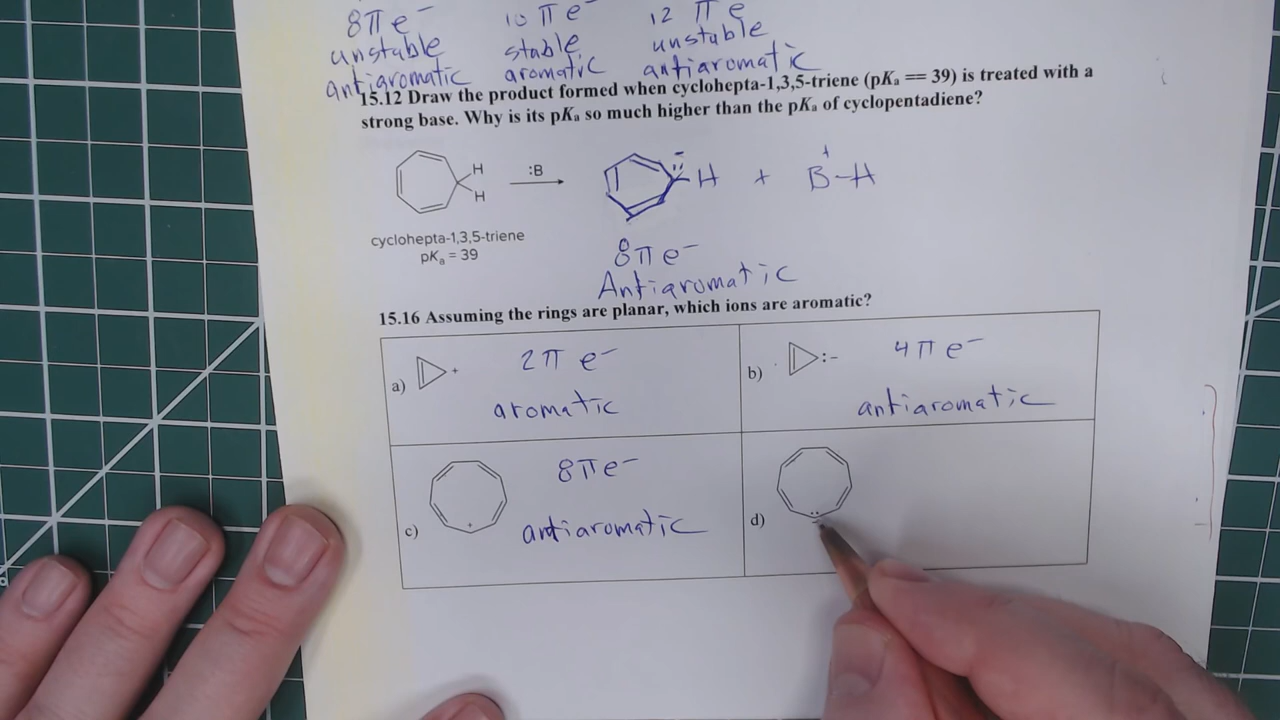 8π e⁻ 10 π e⁻ 12 π e
unstable stable unstable
antiaromatic aromatic antiaromatic
15.12 Draw the product formed when cyclohepta-1,3,5-triene (pKₐ == 39) is treated with a
strong base. Why is its pKₐ so much higher than the pKₐ of cyclopentadiene?
H
H
:B
:⁻ H + B⁺-H
cyclohepta-1,3,5-triene
pKₐ = 39
8π e⁻
Antiaromatic
15.16 Assuming the rings are planar, which ions are aromatic?
a) + 2π e⁻
aromatic
b) :- 4π e⁻
antiaromatic
c) + 8π e⁻
antiaromatic
d) :